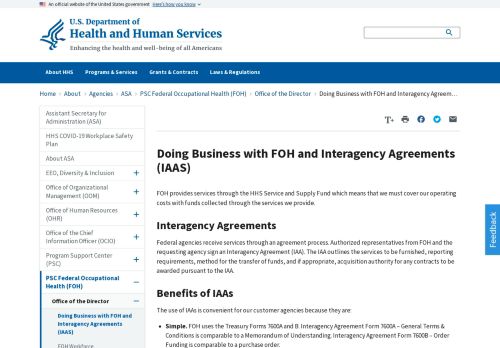 An official website of the United States government Here's how you know
U.S. Department of
Health and Human Services
Enhancing the health and well-being of all Americans
About HHS Programs & Services Grants & Contracts Laws & Regulations
Home > About > Agencies > ASA > PSC Federal Occupational Health (FOH) > Office of the Director > Doing Business with FOH and Interagency Agreem...
Assistant Secretary for
Administration (ASA)
HHS COVID-19 Workplace Safety
Plan
About ASA
EEO, Diversity & Inclusion +
Office of Organizational
Management (OOM) +
Office of Human Resources
(OHR) +
Office of the Chief
Information Officer (OCIO) +
Program Support Center
(PSC) +
PSC Federal Occupational
Health (FOH) −
Office of the Director −
Doing Business with FOH and
Interagency Agreements
(IAAS)
FOH Workforce
T+
Doing Business with FOH and Interagency Agreements
(IAAS)
FOH provides services through the HHS Service and Supply Fund which means that we must cover our operating
costs with funds collected through the services we provide.
Interagency Agreements
Federal agencies receive services through an agreement process. Authorized representatives from FOH and the
requesting agency sign an Interagency Agreement (IAA). The IAA outlines the services to be furnished, reporting
requirements, method for the transfer of funds, and if appropriate, acquisition authority for any contracts to be
awarded pursuant to the IAA.
Benefits of IAAs
The use of IAAs is convenient for our customer agencies because they are:
• Simple. FOH uses the Treasury Forms 7600A and B. Interagency Agreement Form 7600A – General Terms &
Conditions is comparable to a Memorandum of Understanding. Interagency Agreement Form 7600B – Order
Funding is comparable to a purchase order.
Feedback